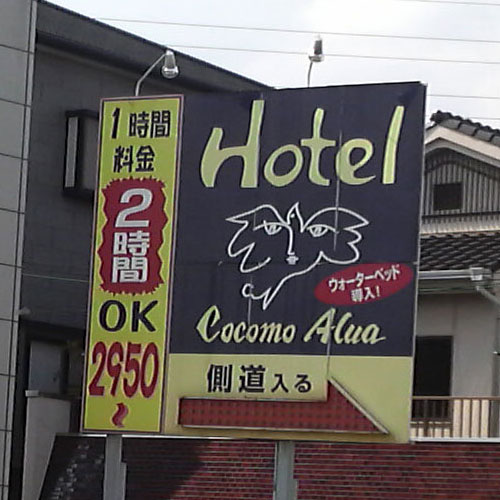 1時間
料金
2時間
OK
2950
Hotel
ウォーターベッド
導入!
Cocomo Alua
側道入る